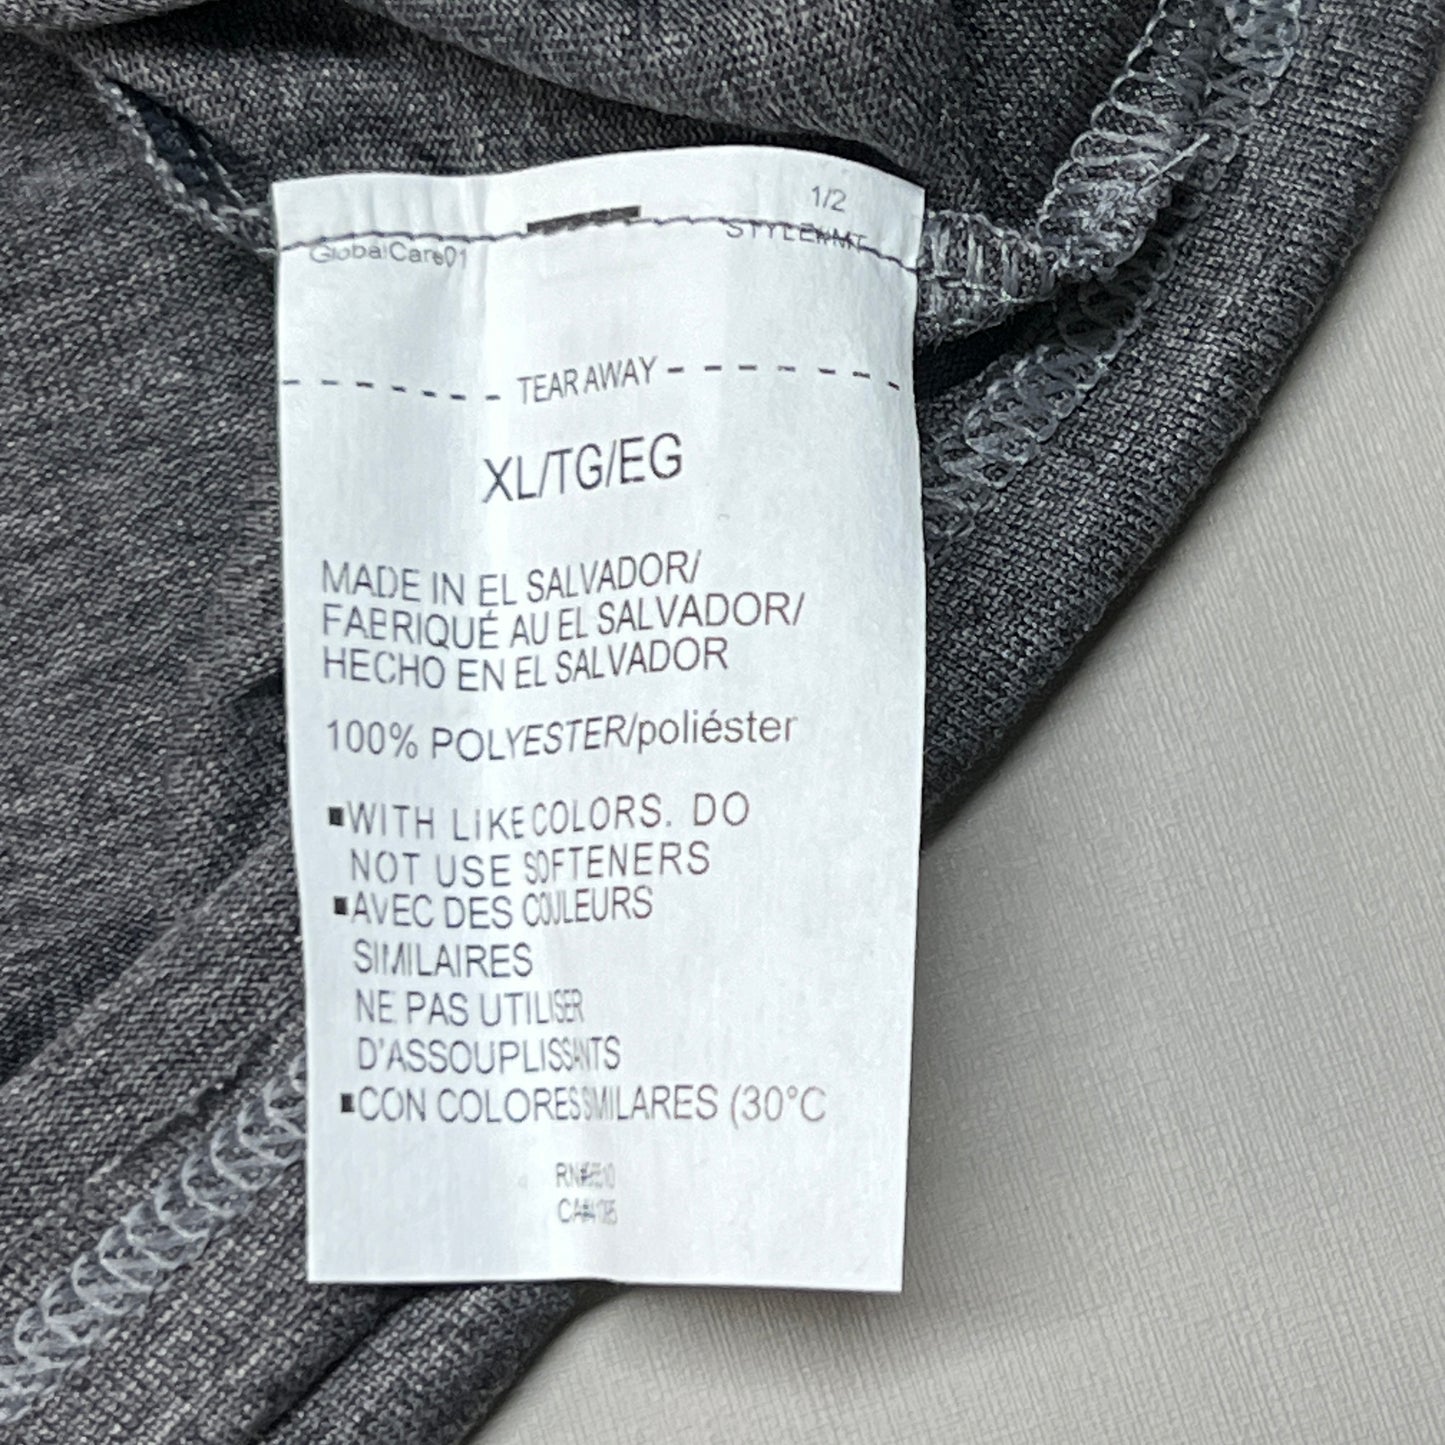 1/2
GlobalCare01
TEAR AWAY
XL/TG/EG
MADE IN EL SALVADOR/
FABRIQUÉ AU EL SALVADOR/
HECHO EN EL SALVADOR
100% POLYESTER/poliéster
WITH LIKE COLORS. DO
NOT USE SOFTENERS
AVEC DES COULEURS
SIMILAIRES
NE PAS UTILISER
D'ASSOUPLISSANTS
CON COLORES SIMILARES (30°C